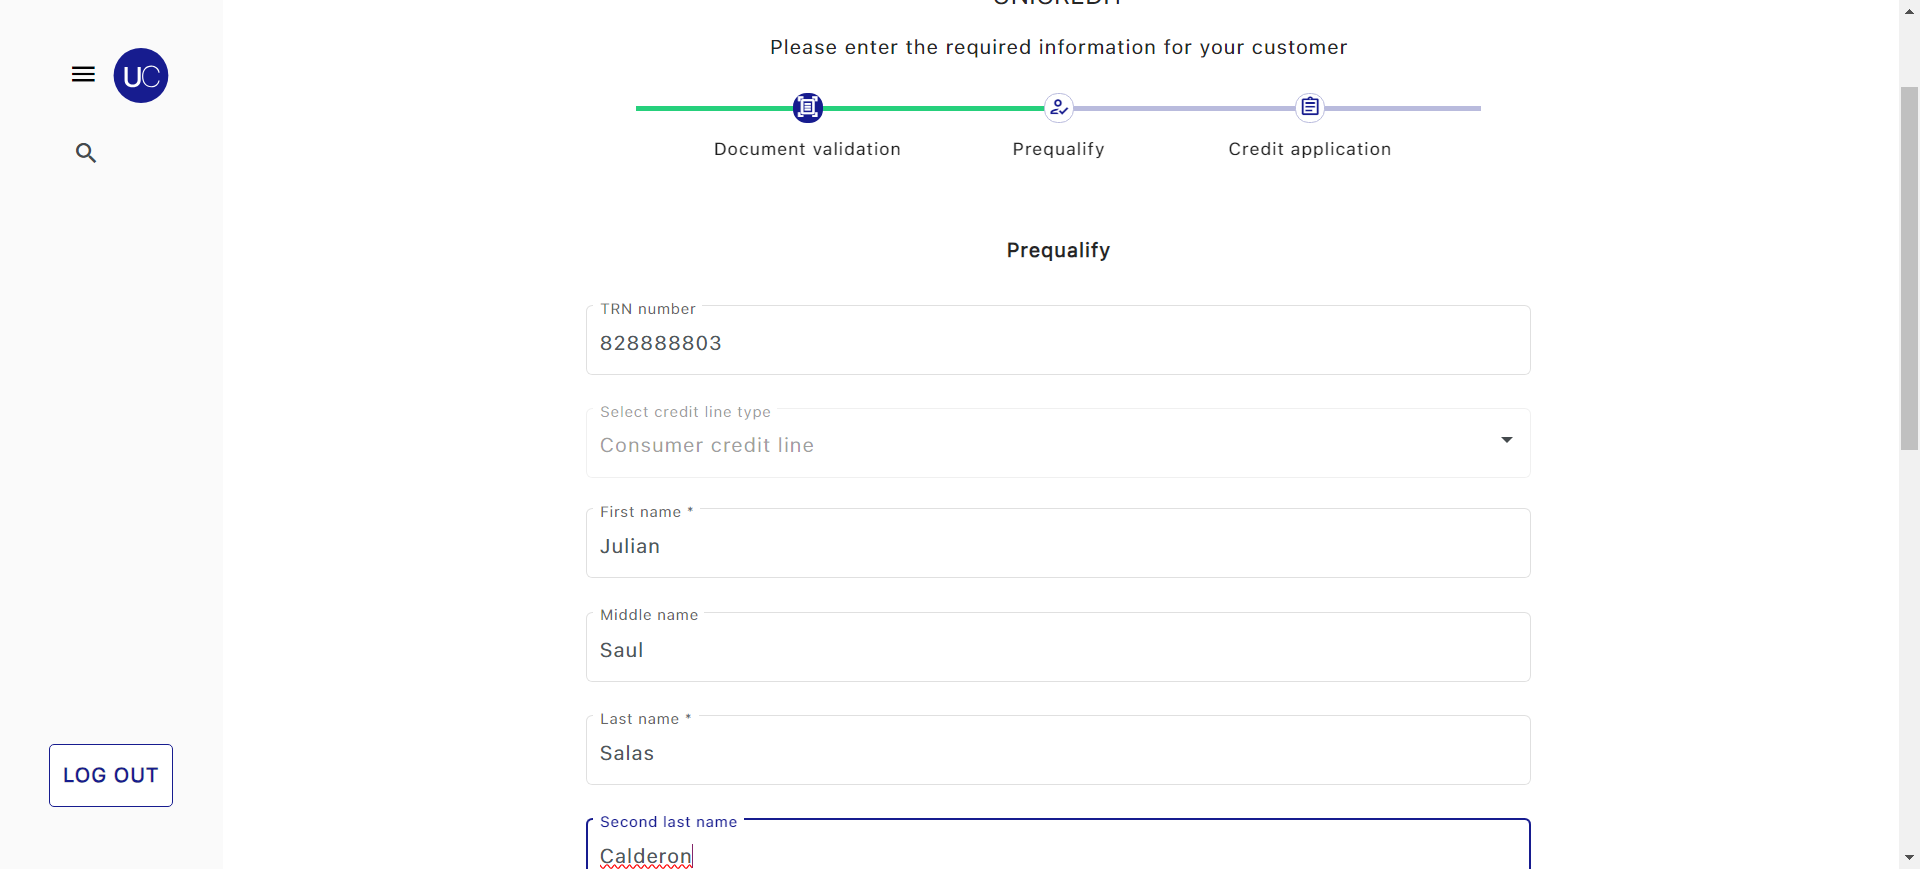 UNICREDIT
Please enter the required information for your customer
UC
Document validation
Prequalify
Credit application
Prequalify
TRN number
828888803
Select credit line type
Consumer credit line
First name *
Julian
Middle name
Saul
Last name *
Salas
Second last name
Calderon
LOG OUT